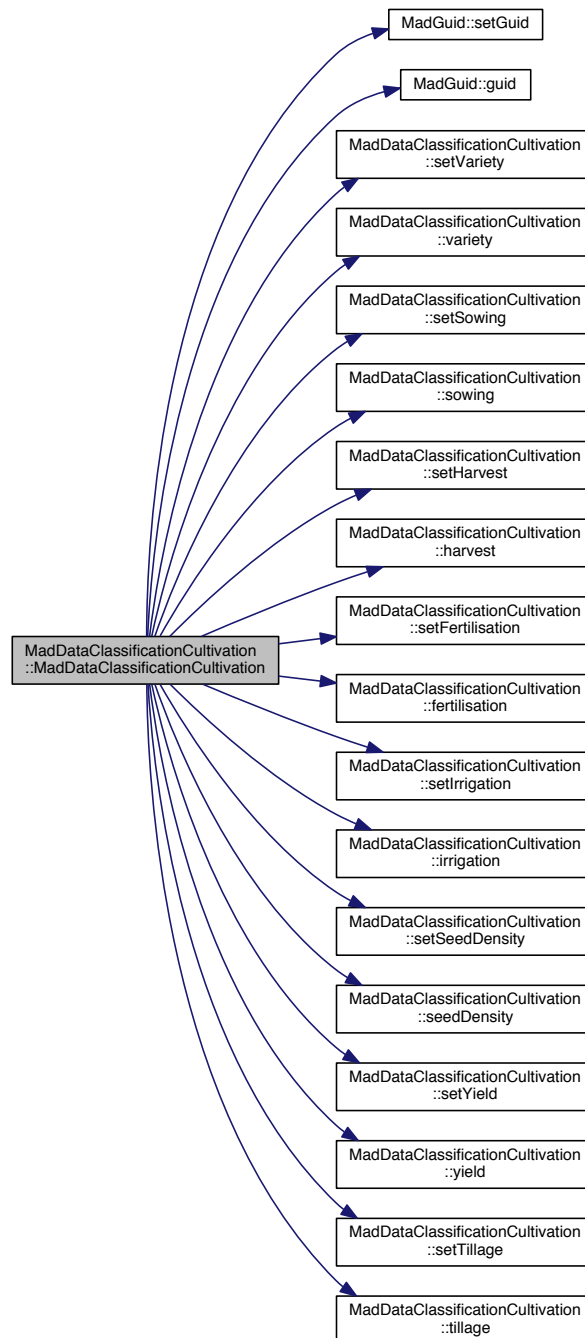 MadGuid::setGuid
MadGuid::guid
MadDataClassificationCultivation
::setVariety
MadDataClassificationCultivation
::variety
MadDataClassificationCultivation
::setSowing
MadDataClassificationCultivation
::sowing
MadDataClassificationCultivation
::setHarvest
MadDataClassificationCultivation
::harvest
MadDataClassificationCultivation
::setFertilisation
MadDataClassificationCultivation
::MadDataClassificationCultivation
MadDataClassificationCultivation
::fertilisation
MadDataClassificationCultivation
::setIrrigation
MadDataClassificationCultivation
::irrigation
MadDataClassificationCultivation
::setSeedDensity
MadDataClassificationCultivation
::seedDensity
MadDataClassificationCultivation
::setYield
MadDataClassificationCultivation
::yield
MadDataClassificationCultivation
::setTillage
MadDataClassificationCultivation
::tillage